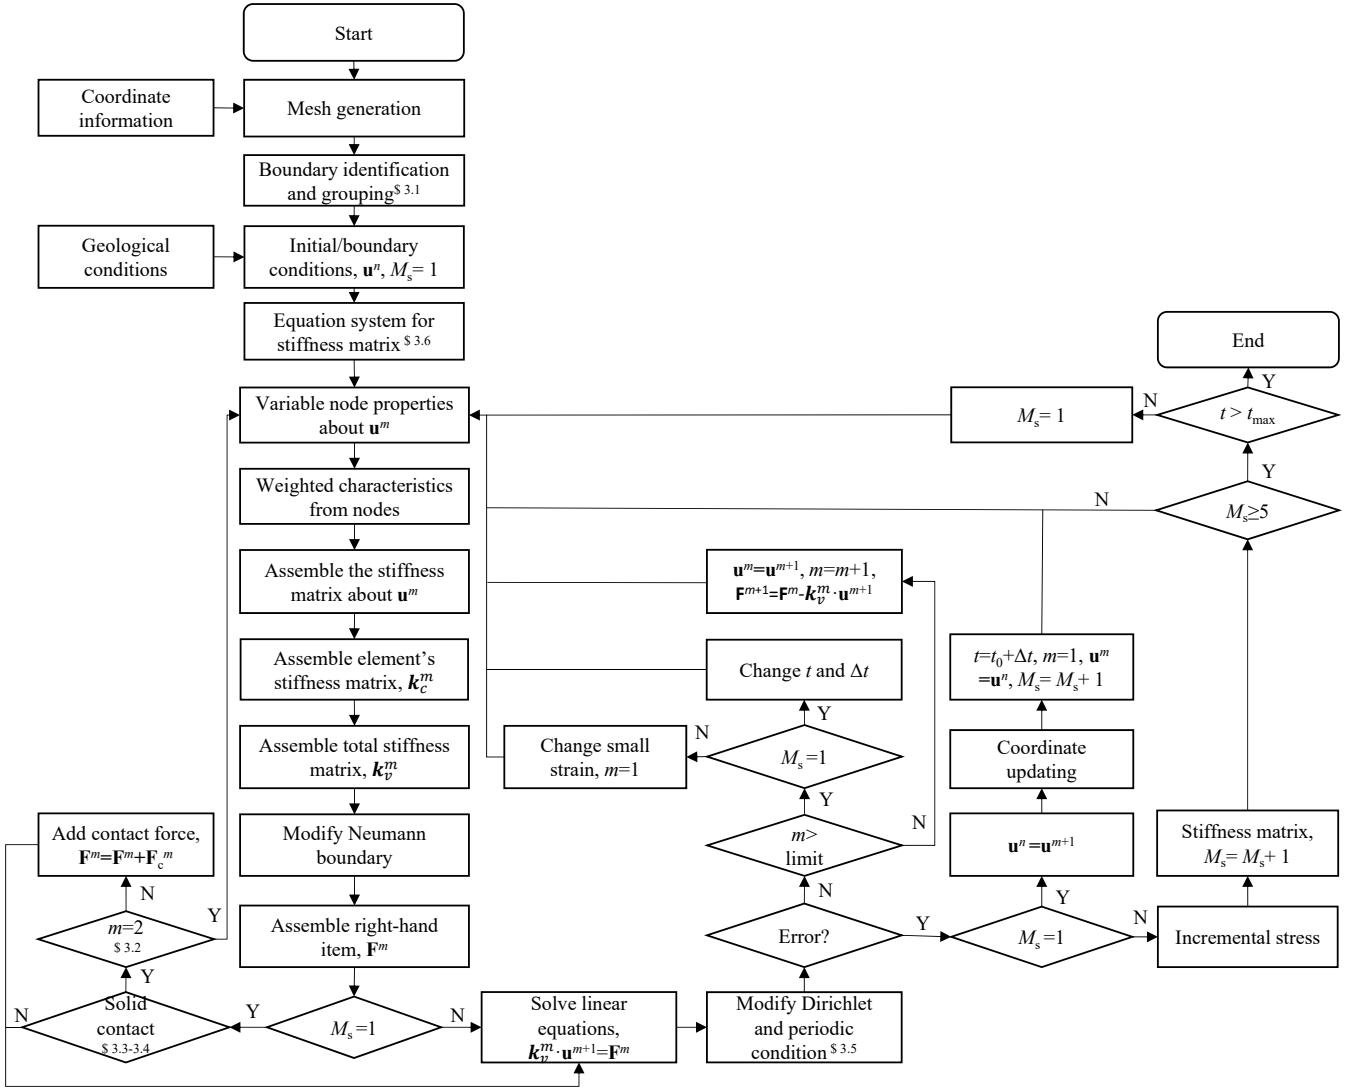 Start
Coordinate
information
Mesh generation
Boundary identification
and grouping$ 3.1
Geological
conditions
Initial/boundary
conditions, uⁿ, Mₛ= 1
Equation system for
stiffness matrix $ 3.6
Variable node properties
about uᵐ
Weighted characteristics
from nodes
Assemble the stiffness
matrix about uᵐ
Assemble element's
stiffness matrix, k_c^m
Assemble total stiffness
matrix, k_v^m
Modify Neumann
boundary
Assemble right-hand
item, Fᵐ
Mₛ=1
Y
N
Solid
contact
$ 3.3-3.4
N
Y
m=2
$ 3.2
Y
N
Add contact force,
Fᵐ=Fᵐ+F_c^m
Solve linear
equations,
k_v^m·uᵐ⁺¹=Fᵐ
Modify Dirichlet
and periodic
condition $ 3.5
Error?
N
Y
m>
limit
Y
N
Mₛ=1
N
Y
Change small
strain, m=1
Change t and Δt
uᵐ=uᵐ⁺¹, m=m+1,
Fᵐ⁺¹=Fᵐ-k_v^m·uᵐ⁺¹
Mₛ=1
Y
N
uⁿ=uᵐ⁺¹
Coordinate
updating
t=t₀+Δt, m=1, uᵐ
=uⁿ, Mₛ= Mₛ+ 1
Incremental stress
Stiffness matrix,
Mₛ= Mₛ+ 1
Mₛ≥5
N
Y
t > t_max
N
Y
Mₛ= 1
End